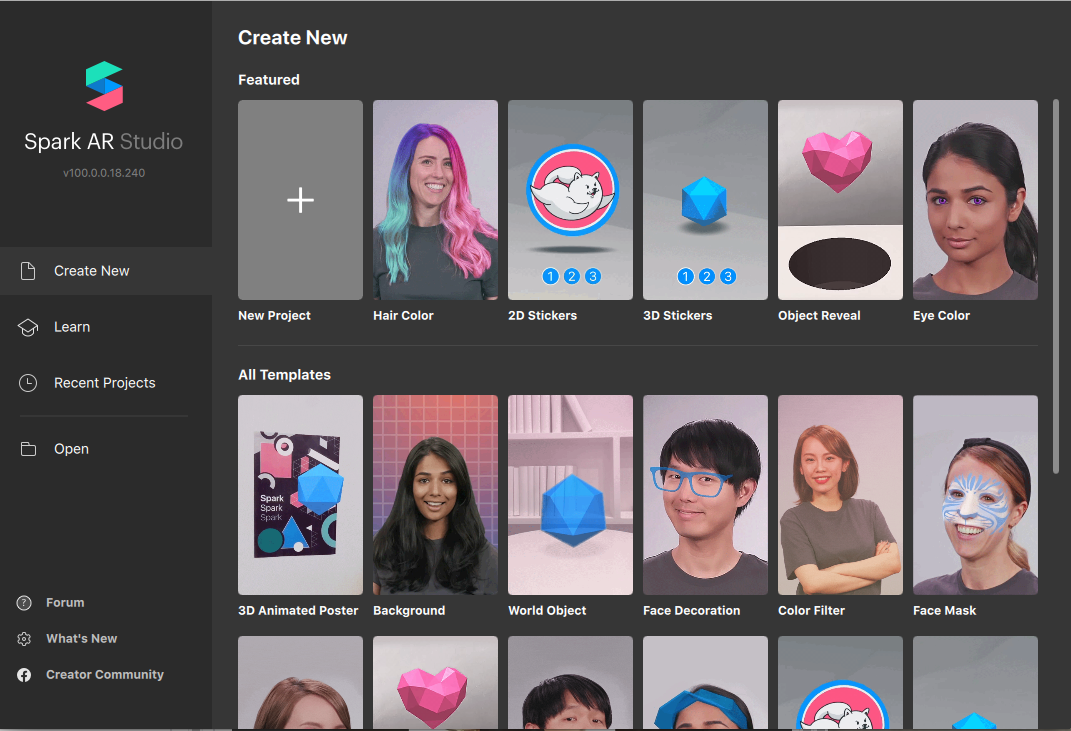 Spark AR Studio
v100.0.0.18.240
Create New
Learn
Recent Projects
Open
Forum
What's New
Creator Community
Create New
Featured
1 2 3
1 2 3
New Project
Hair Color
2D Stickers
3D Stickers
Object Reveal
Eye Color
All Templates
Spark
Spark
Spark
3D Animated Poster
Background
World Object
Face Decoration
Color Filter
Face Mask